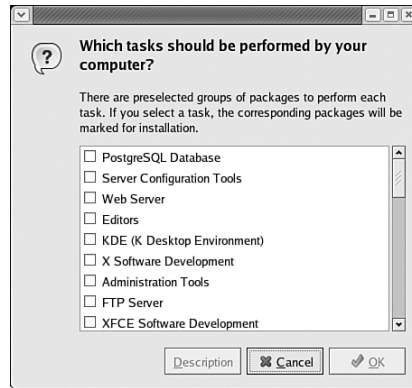 Which tasks should be performed by your
computer?
There are preselected groups of packages to perform each
task. If you select a task, the corresponding packages will be
marked for installation.
PostgreSQL Database
Server Configuration Tools
Web Server
Editors
KDE (K Desktop Environment)
X Software Development
Administration Tools
FTP Server
XFCE Software Development
Description
Cancel
OK